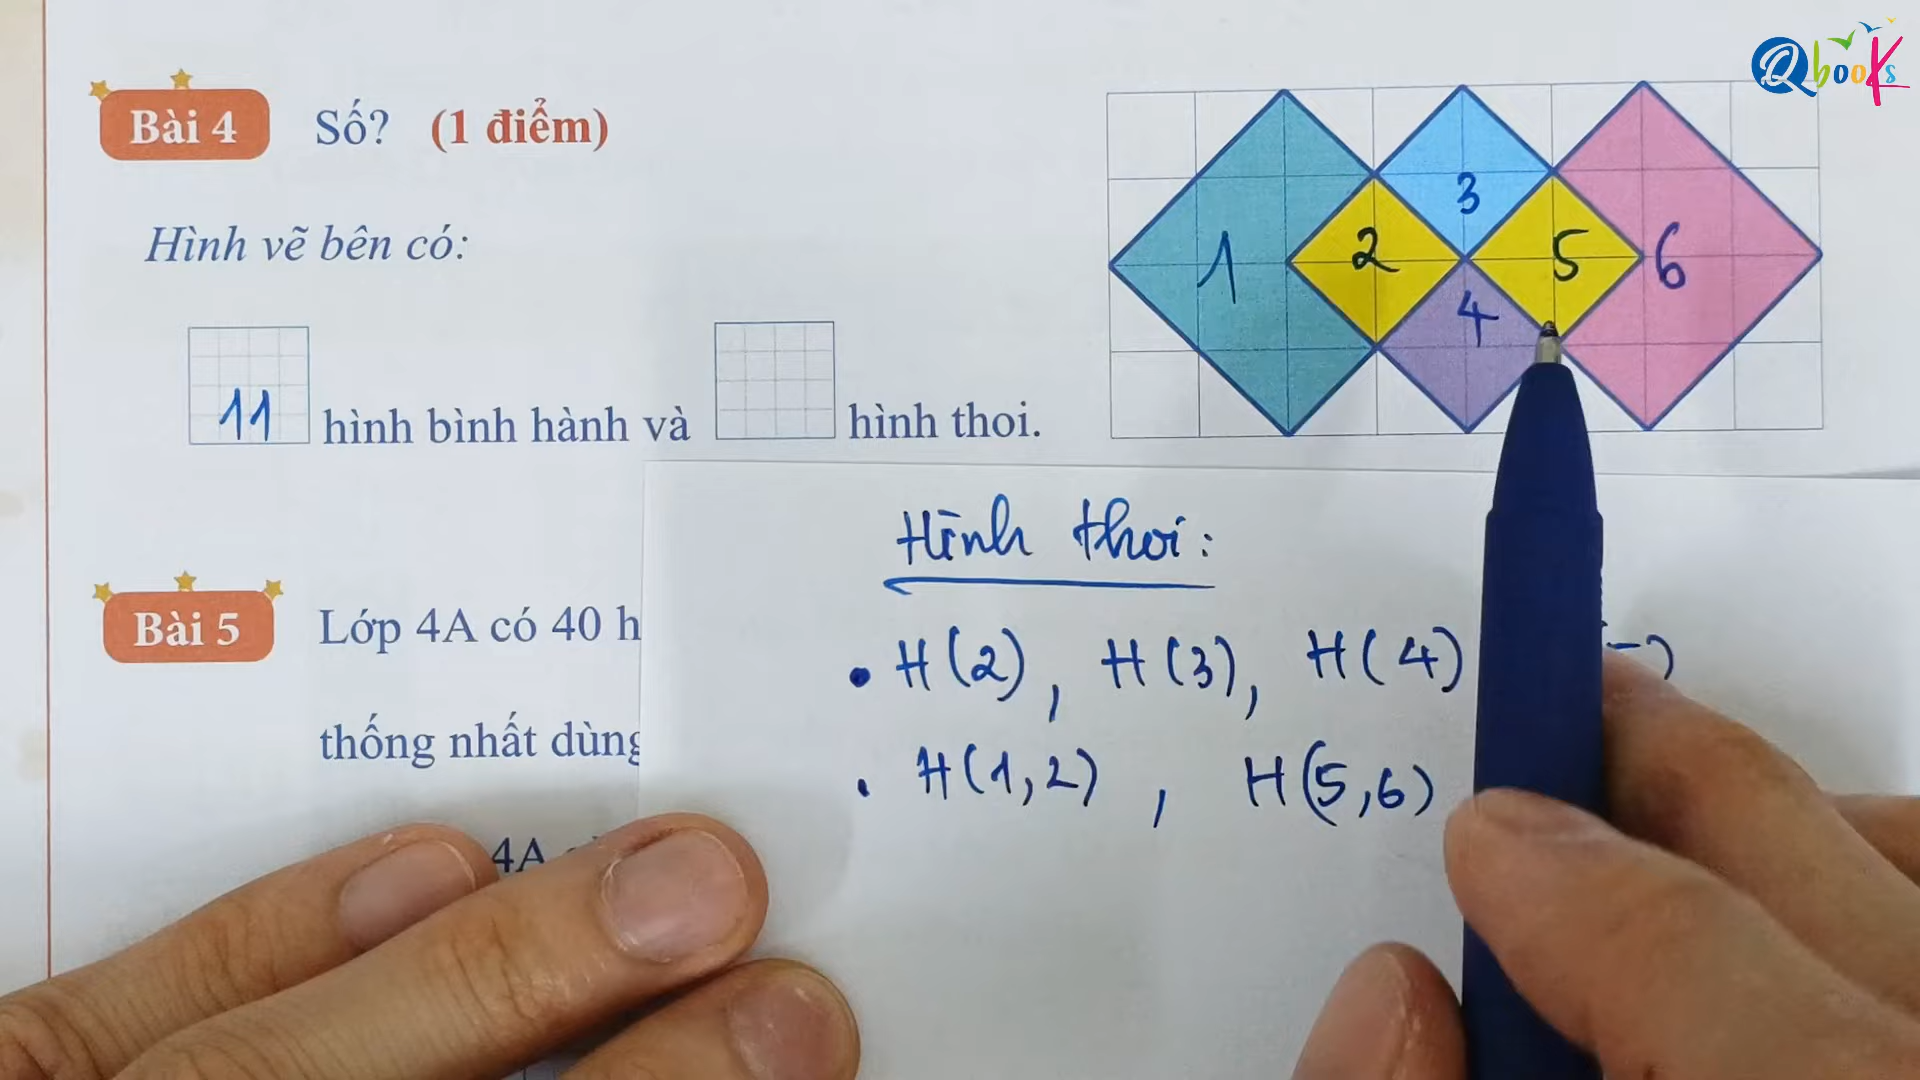 Qbooks
Bài 4 Số? (1 điểm)
Hình vẽ bên có:
11 hình bình hành và hình thoi.
1 2 3 4 5 6
Hình thoi:
• H(2), H(3), H(4)
• H(1,2), H(5,6)
Bài 5 Lớp 4A có 40 h
thống nhất dùng
4A